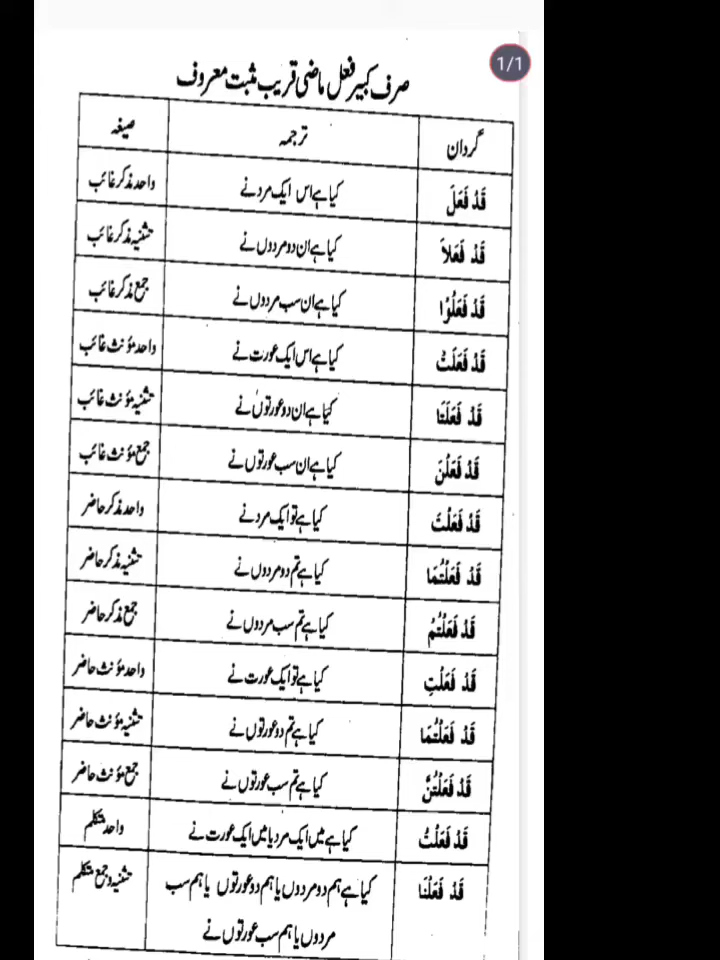 1/1
صرف کبیر فعل ماضی قریب مثبت معروف
گردان ترجمہ صیغہ
قَدْ فَعَلَ کیا ہے اس ایک مرد نے واحد مذکر غائب
قَدْ فَعَلَا کیا ہے ان دو مردوں نے تثنیہ مذکر غائب
قَدْ فَعَلُوْا کیا ہے ان سب مردوں نے جمع مذکر غائب
قَدْ فَعَلَتْ کیا ہے اس ایک عورت نے واحد مؤنث غائب
قَدْ فَعَلَتَا کیا ہے ان دو عورتوں نے تثنیہ مؤنث غائب
قَدْ فَعَلْنَ کیا ہے ان سب عورتوں نے جمع مؤنث غائب
قَدْ فَعَلْتَ کیا ہے تو ایک مرد نے واحد مذکر حاضر
قَدْ فَعَلْتُمَا کیا ہے تم دو مردوں نے تثنیہ مذکر حاضر
قَدْ فَعَلْتُمْ کیا ہے تم سب مردوں نے جمع مذکر حاضر
قَدْ فَعَلْتِ کیا ہے تو ایک عورت نے واحد مؤنث حاضر
قَدْ فَعَلْتُمَا کیا ہے تم دو عورتوں نے تثنیہ مؤنث حاضر
قَدْ فَعَلْتُنَّ کیا ہے تم سب عورتوں نے جمع مؤنث حاضر
قَدْ فَعَلْتُ کیا ہے میں ایک مرد یا میں ایک عورت نے واحد متکلم
قَدْ فَعَلْنَا کیا ہے ہم دو مردوں یا ہم دو عورتوں یا ہم سب تثنیہ و جمع متکلم
مردوں یا ہم سب عورتوں نے